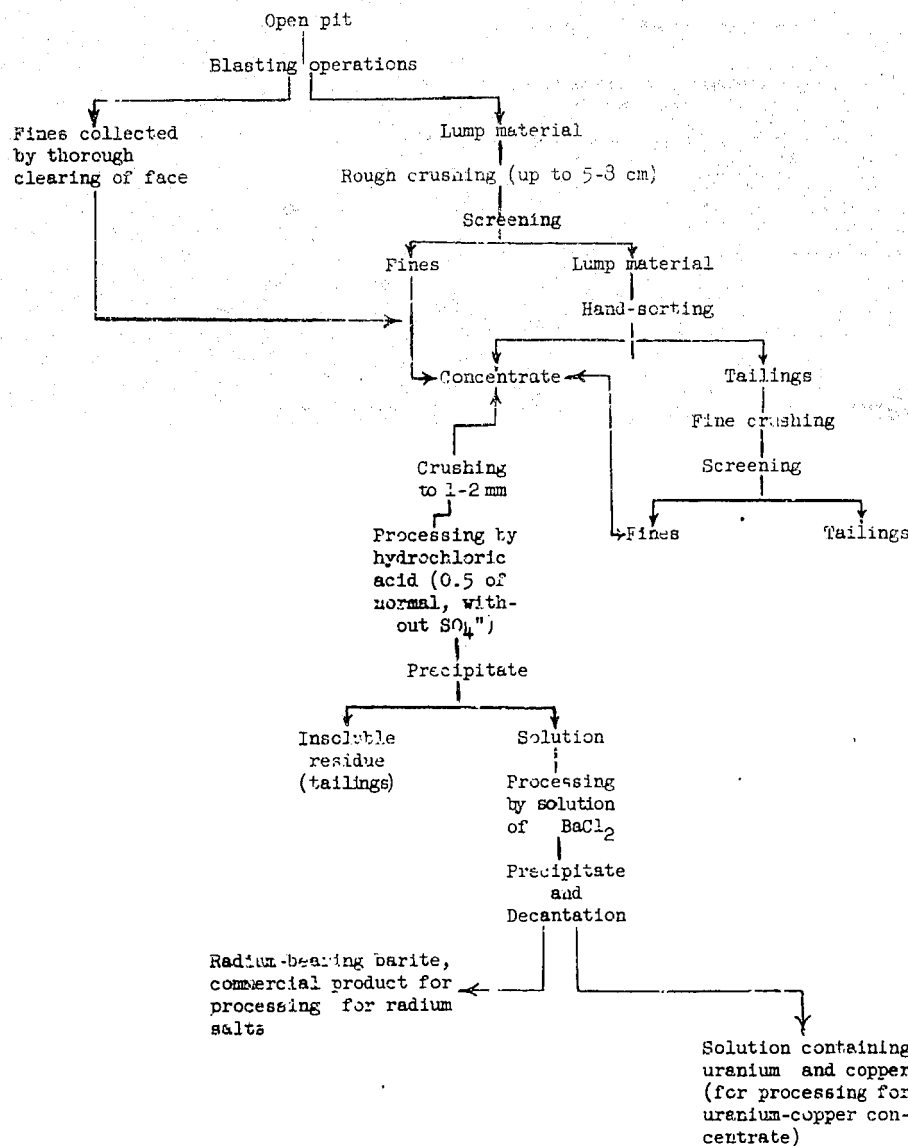 Open pit
Blasting operations
Fines collected
by thorough
clearing of face
Lump material
Rough crushing (up to 5-8 cm)
Screening
Fines
Lump material
Hand-sorting
Concentrate
Tailings
Fine crushing
Screening
Fines
Tailings
Crushing
to 1-2 mm
Processing by
hydrochloric
acid (0.5 of
normal, with-
out SO₄")
Precipitate
Insoluble
residue
(tailings)
Solution
Processing
by solution
of BaCl₂
Precipitate
and
Decantation
Radium-bearing barite,
commercial product for
processing for radium
salts
Solution containing
uranium and copper
(for processing for
uranium-copper con-
centrate)